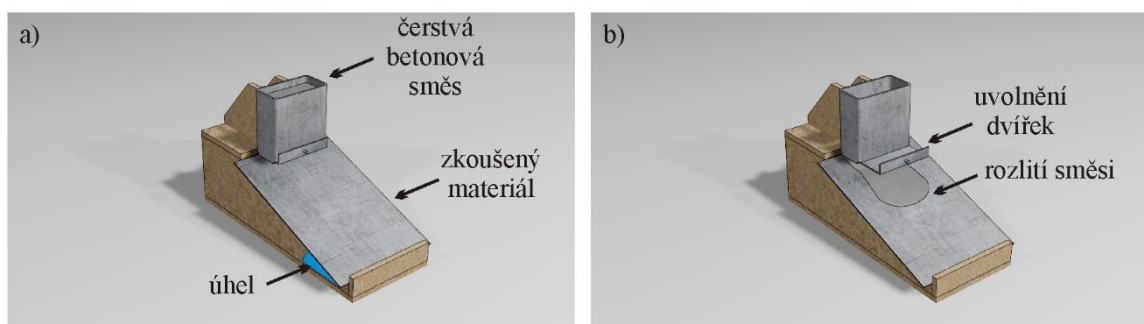 a)
čerstvá
betonová
směs
zkoušený
materiál
úhel
b)
uvolnění
dvířek
rozlití směsi